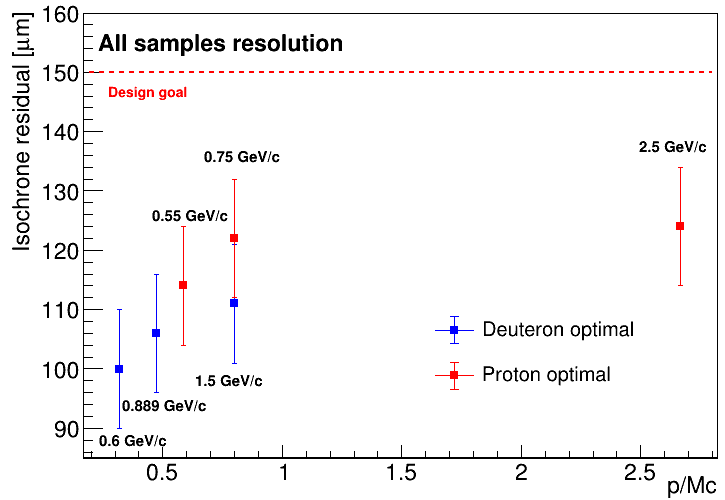 Isochrone residual [μm]
160
150
140
130
120
110
100
90
All samples resolution
Design goal
0.75 GeV/c
2.5 GeV/c
0.55 GeV/c
1.5 GeV/c
0.889 GeV/c
0.6 GeV/c
Deuteron optimal
Proton optimal
0.5
1
1.5
2
2.5
p/Mc